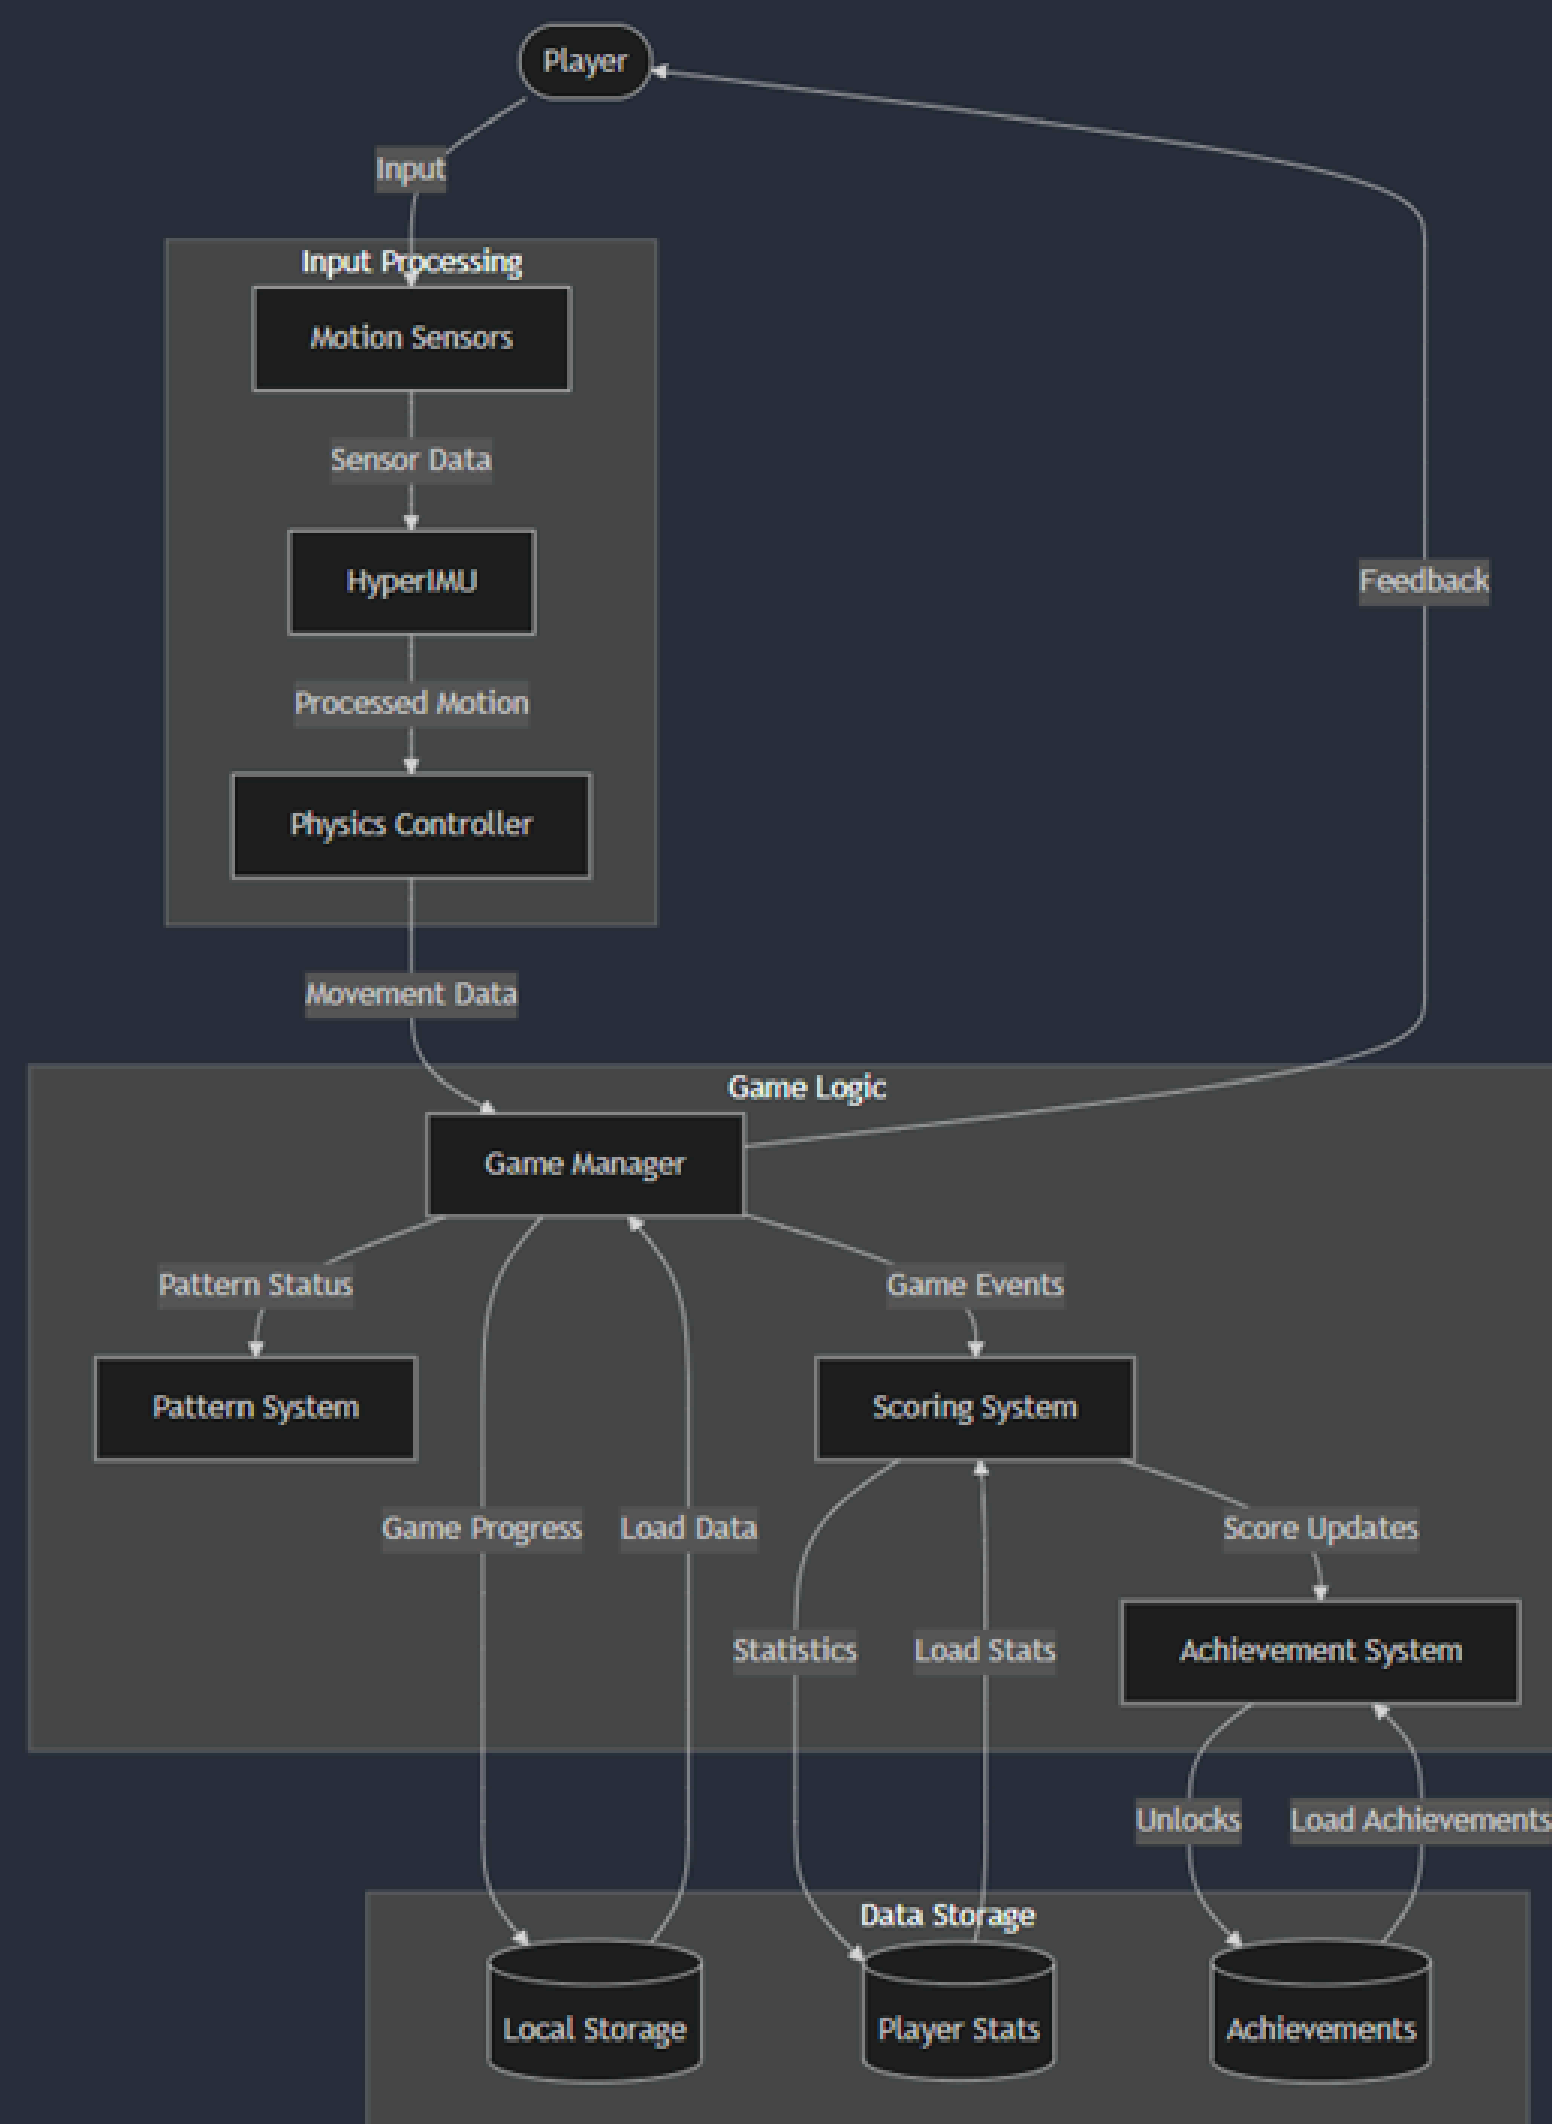 Player
Input
Input Processing
Motion Sensors
Sensor Data
HyperIMU
Feedback
Processed Motion
Physics Controller
Movement Data
Game Logic
Game Manager
Pattern Status
Game Events
Pattern System
Scoring System
Game Progress
Load Data
Score Updates
Statistics
Load Stats
Achievement System
Unlocks
Load Achievements
Data Storage
Local Storage
Player Stats
Achievements